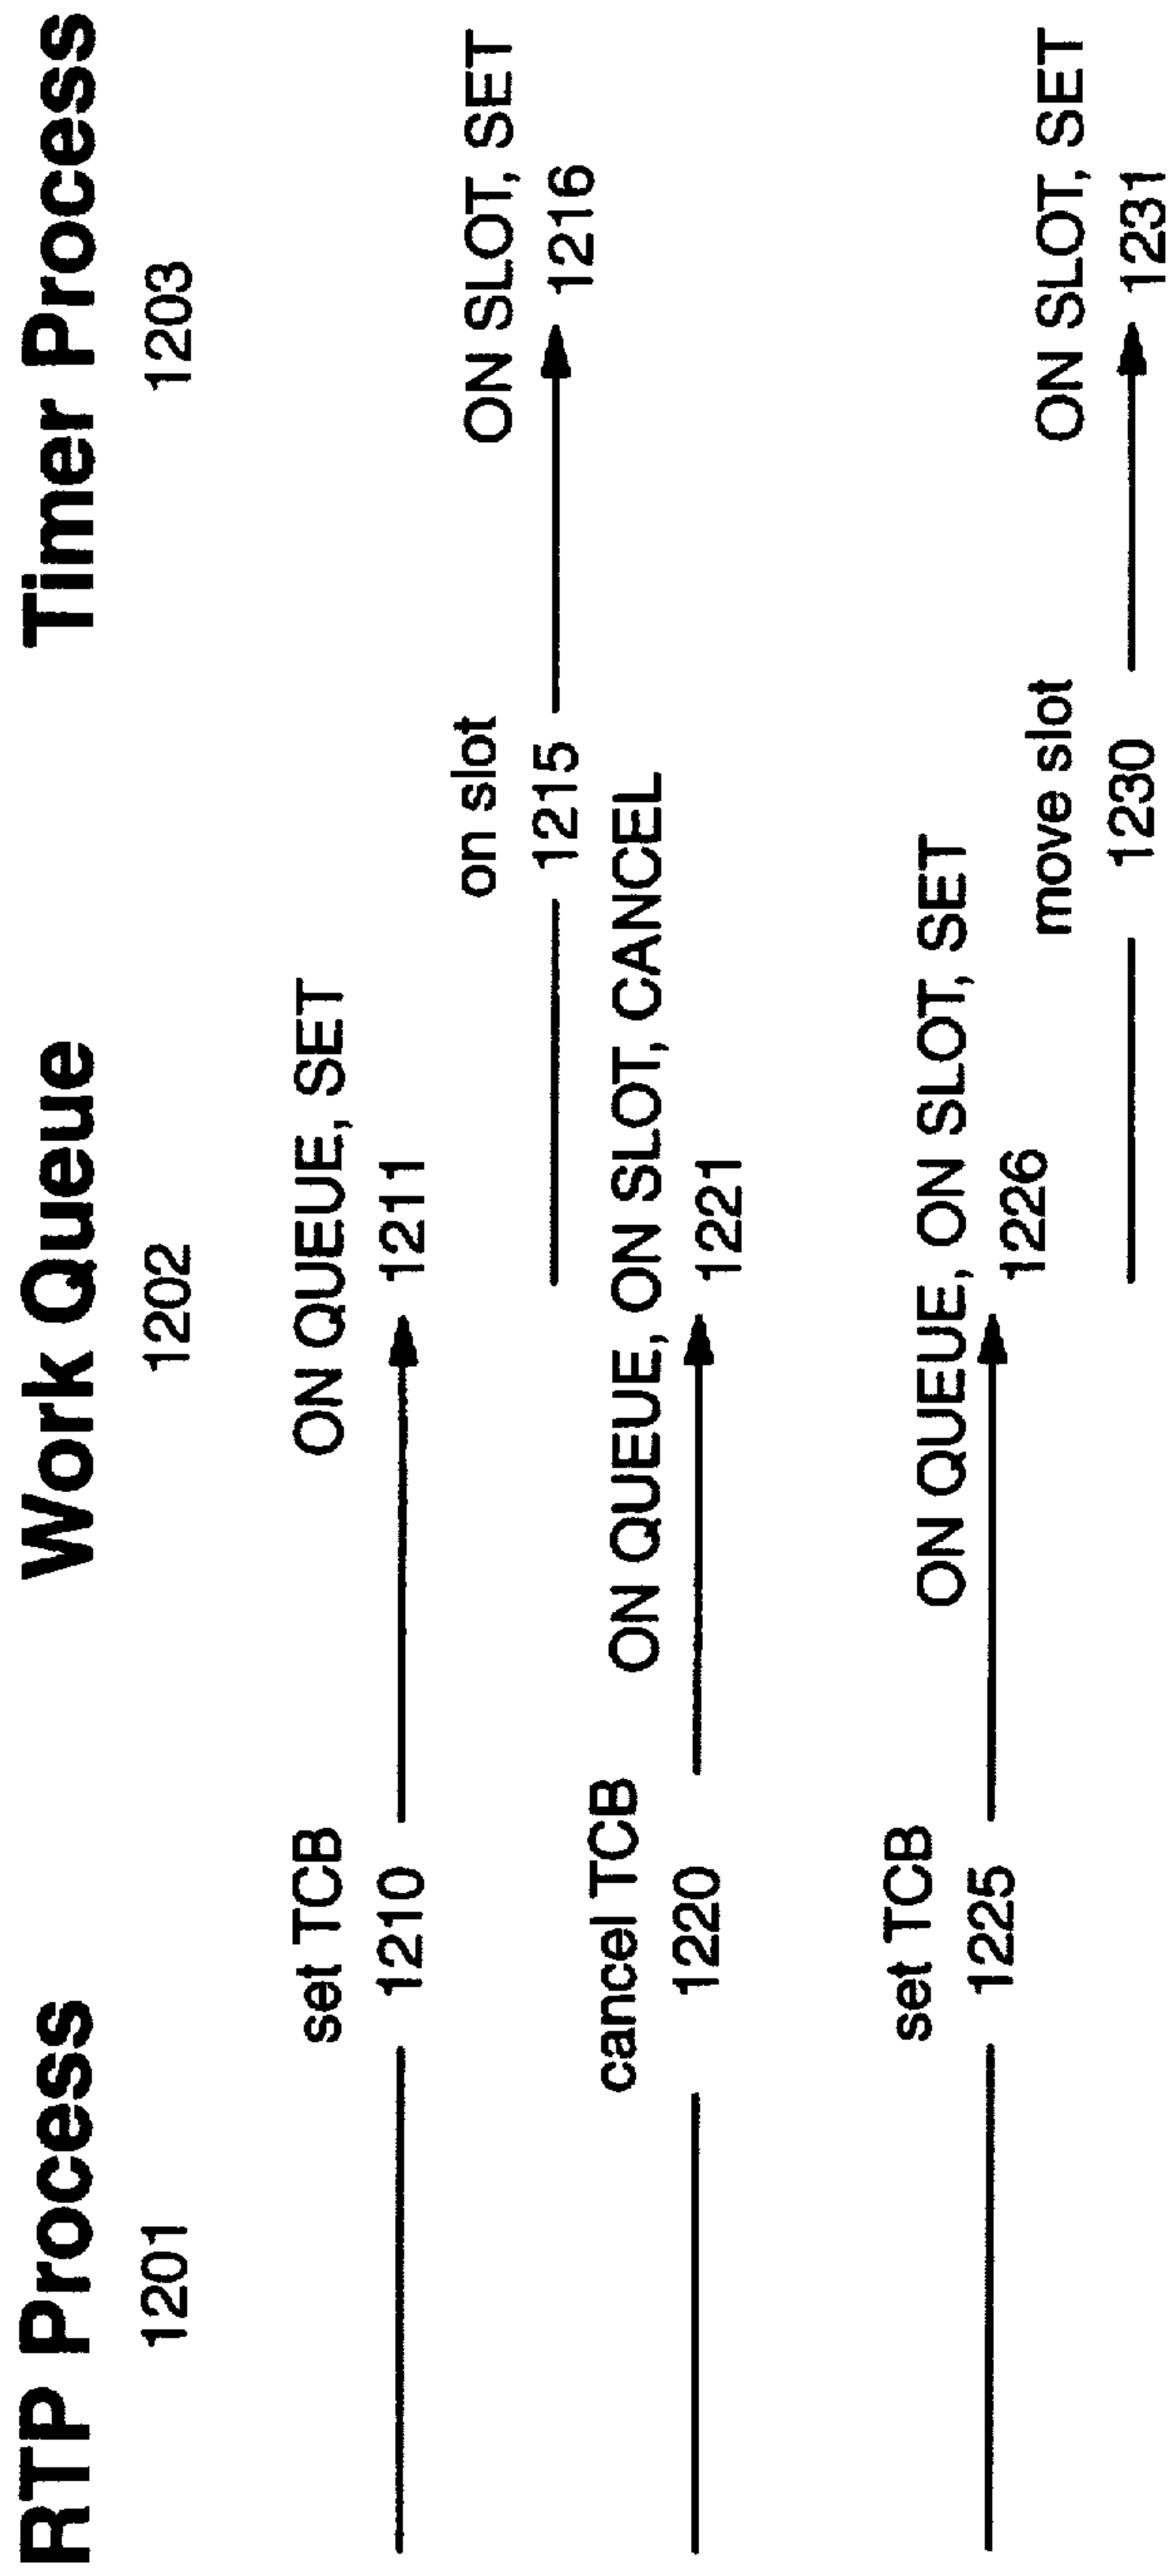 RTP Process
Work Queue
Timer Process
1201
1202
1203
set TCB
ON QUEUE, SET
1210
1211
on slot
ON SLOT, SET
1215
1216
cancel TCB
ON QUEUE, ON SLOT, CANCEL
1220
1221
set TCB
ON QUEUE, ON SLOT, SET
1225
1226
move slot
ON SLOT, SET
1230
1231